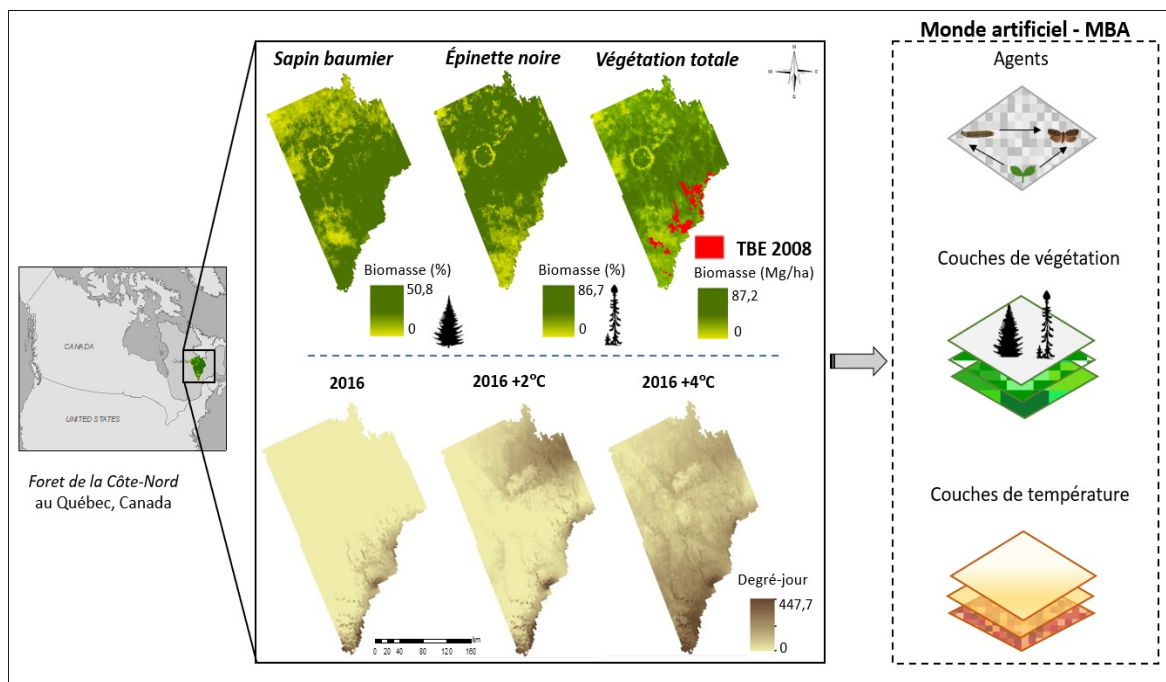 Monde artificiel - MBA
Sapin baumier
Épinette noire
Végétation totale
N
W
E
S
TBE 2008
Biomasse (%)
50,8
0
Biomasse (%)
86,7
0
Biomasse (Mg/ha)
87,2
0
CANADA
UNITED STATES
Foret de la Côte-Nord
au Québec, Canada
2016
2016 +2°C
2016 +4°C
Degré-jour
447,7
0
km
0 20 40 80 120 160
Agents
Couches de végétation
Couches de température